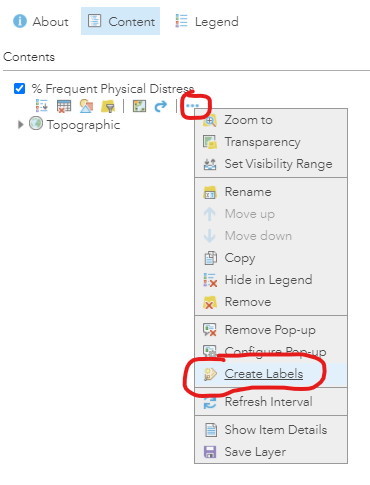 About Content Legend
Contents
% Frequent Physical Distress
Topographic
Zoom to
Transparency
Set Visibility Range
Rename
Move up
Move down
Copy
Hide in Legend
Remove
Remove Pop-up
Configure Pop-up
Create Labels
Refresh Interval
Show Item Details
Save Layer